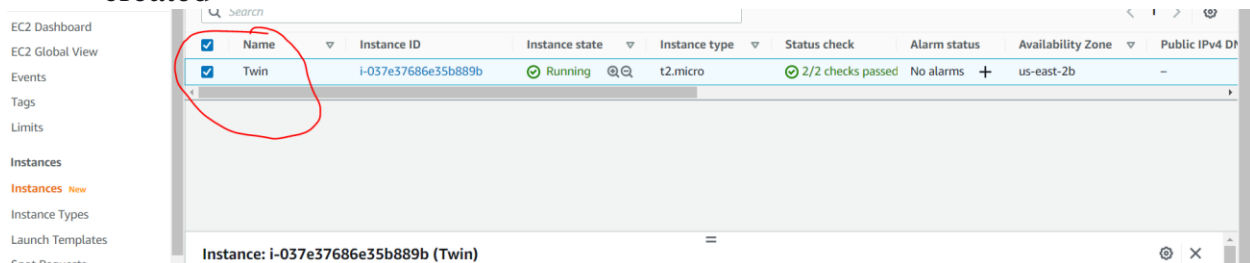 created
Search
1
EC2 Dashboard
EC2 Global View
Events
Tags
Limits
Instances
Instances New
Instance Types
Launch Templates
Name Instance ID Instance state Instance type Status check Alarm status Availability Zone Public IPv4
Twin i-037e37686e35b889b Running t2.micro 2/2 checks passed No alarms + us-east-2b –
Instance: i-037e37686e35b889b (Twin)